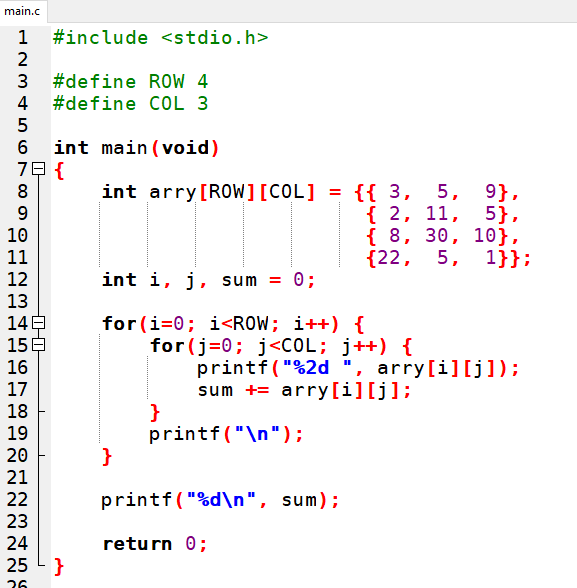 main.c
1 #include <stdio.h>
2
3 #define ROW 4
4 #define COL 3
5
6 int main(void)
7 {
8     int arry[ROW][COL] = {{ 3,  5,  9},
9                           { 2, 11,  5},
10                           { 8, 30, 10},
11                           {22,  5,  1}};
12     int i, j, sum = 0;
13
14     for(i=0; i<ROW; i++) {
15         for(j=0; j<COL; j++) {
16             printf("%2d ", arry[i][j]);
17             sum += arry[i][j];
18         }
19         printf("\n");
20     }
21
22     printf("%d\n", sum);
23
24     return 0;
25 }
26